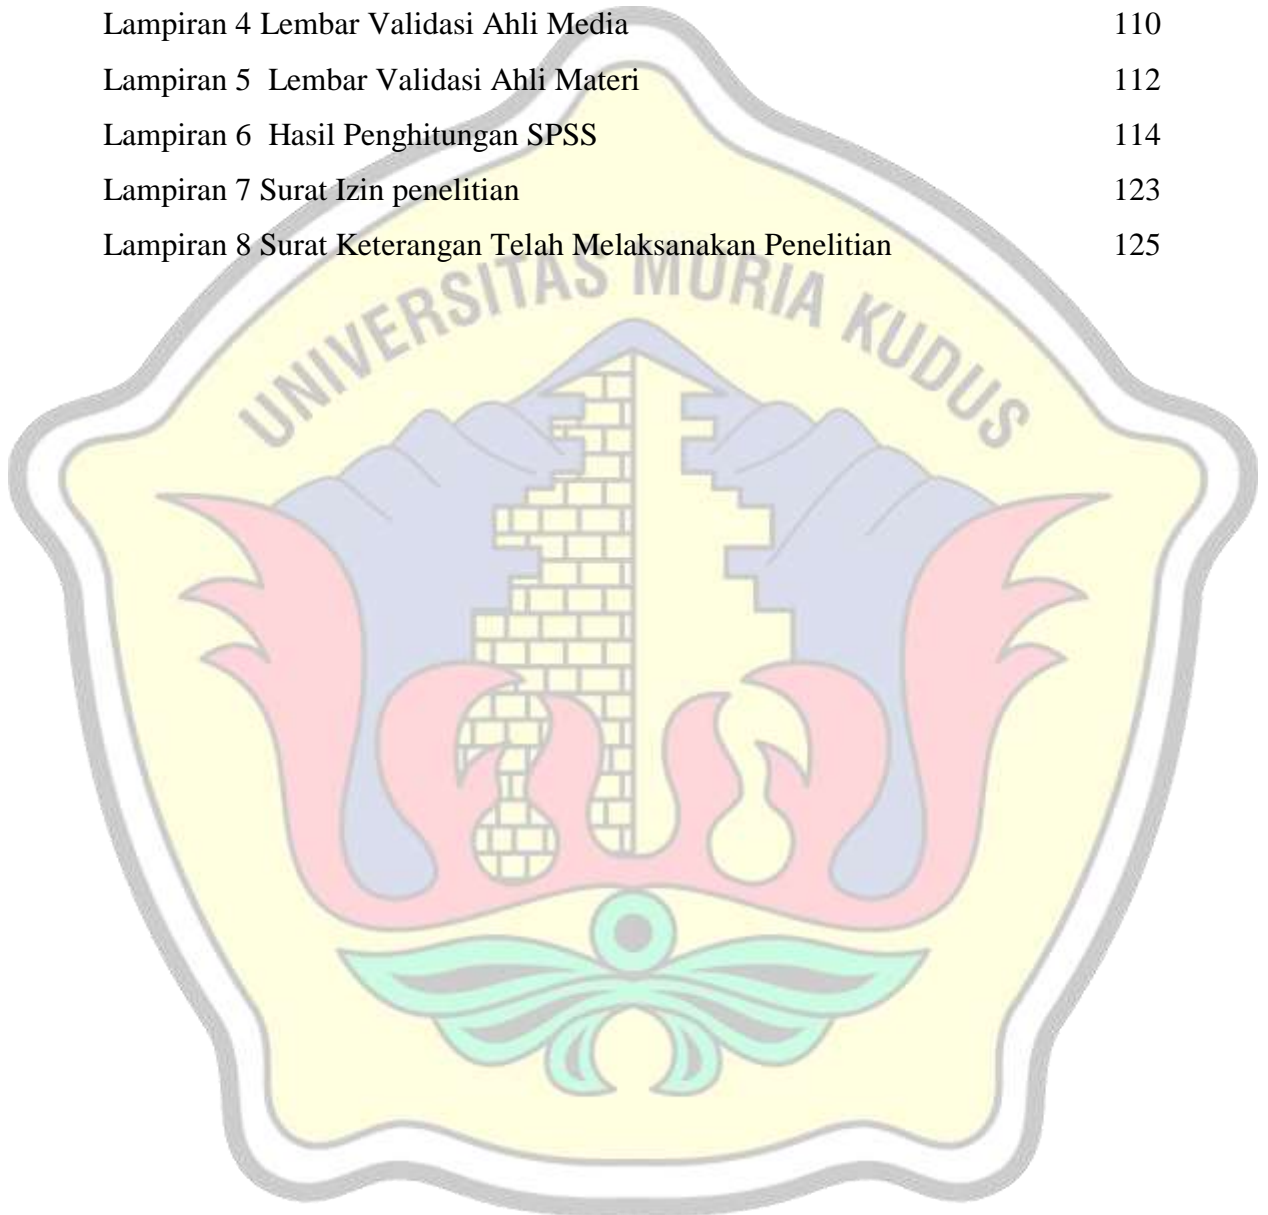 Lampiran 4 Lembar Validasi Ahli Media 110
Lampiran 5 Lembar Validasi Ahli Materi 112
Lampiran 6 Hasil Penghitungan SPSS 114
Lampiran 7 Surat Izin penelitian 123
Lampiran 8 Surat Keterangan Telah Melaksanakan Penelitian 125
UNIVERSITAS MURIA KUDUS